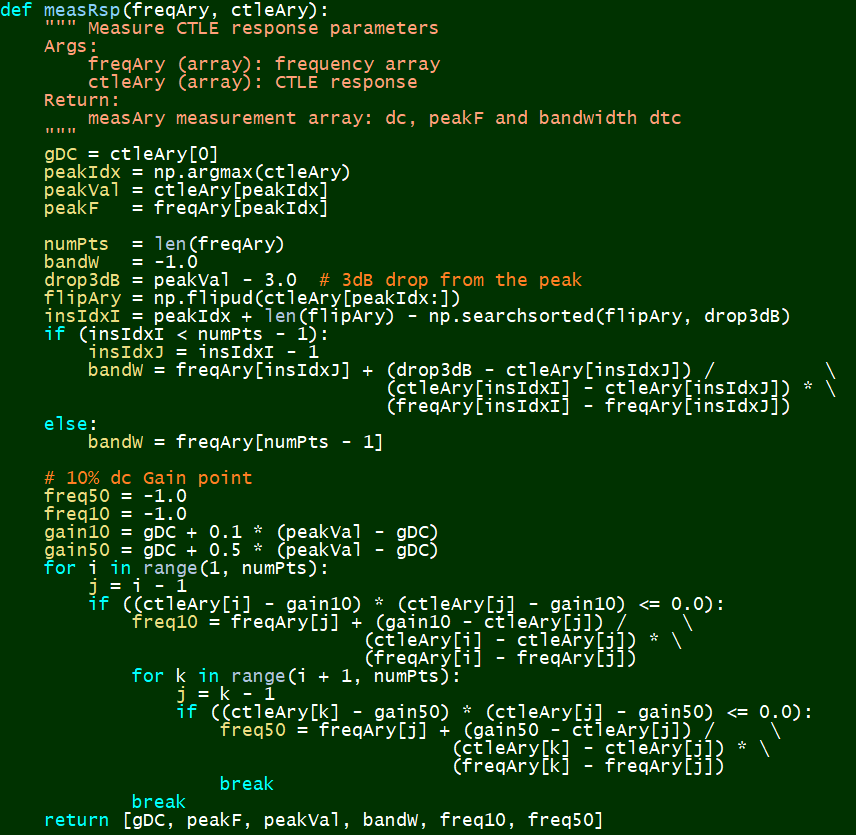 def measRsp(freqAry, ctleAry):
    """ Measure CTLE response parameters
    Args:
        freqAry (array): frequency array
        ctleAry (array): CTLE response
    Return:
        measAry measurement array: dc, peakF and bandwidth dtc
    """
    gDC = ctleAry[0]
    peakIdx = np.argmax(ctleAry)
    peakVal = ctleAry[peakIdx]
    peakF   = freqAry[peakIdx]

    numPts  = len(freqAry)
    bandW   = -1.0
    drop3dB = peakVal - 3.0  # 3dB drop from the peak
    flipAry = np.flipud(ctleAry[peakIdx:])
    insIdxI = peakIdx + len(flipAry) - np.searchsorted(flipAry, drop3dB)
    if (insIdxI < numPts - 1):
        insIdxJ = insIdxI - 1
        bandW = freqAry[insIdxJ] + (drop3dB - ctleAry[insIdxJ]) /          \
                                   (ctleAry[insIdxI] - ctleAry[insIdxJ]) * \
                                   (freqAry[insIdxI] - freqAry[insIdxJ])
    else:
        bandW = freqAry[numPts - 1]

    # 10% dc Gain point
    freq50 = -1.0
    freq10 = -1.0
    gain10 = gDC + 0.1 * (peakVal - gDC)
    gain50 = gDC + 0.5 * (peakVal - gDC)
    for i in range(1, numPts):
        j = i - 1
        if ((ctleAry[i] - gain10) * (ctleAry[j] - gain10) <= 0.0):
            freq10 = freqAry[j] + (gain10 - ctleAry[j]) /     \
                                 (ctleAry[i] - ctleAry[j]) * \
                                 (freqAry[i] - freqAry[j])
            for k in range(i + 1, numPts):
                j = k - 1
                if ((ctleAry[k] - gain50) * (ctleAry[j] - gain50) <= 0.0):
                    freq50 = freqAry[j] + (gain50 - ctleAry[j]) /     \
                                         (ctleAry[k] - ctleAry[j]) * \
                                         (freqAry[k] - freqAry[j])
                    break
            break
    return [gDC, peakF, peakVal, bandW, freq10, freq50]